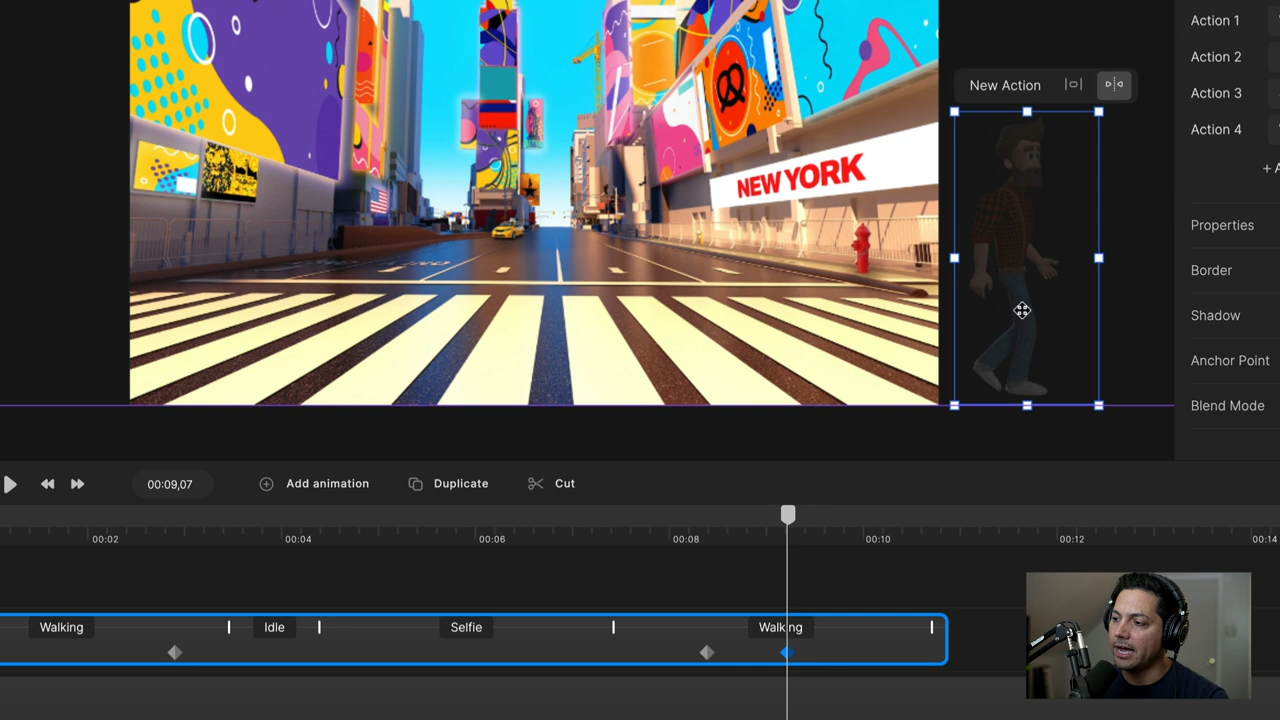 Action 1
Action 2
New Action
Action 3
Action 4
+ A
NEW YORK
Properties
Border
Shadow
Anchor Point
Blend Mode
00:09,07
Add animation
Duplicate
Cut
00:02
00:04
00:06
00:08
00:10
00:12
00:14
Walking
Idle
Selfie
Walking